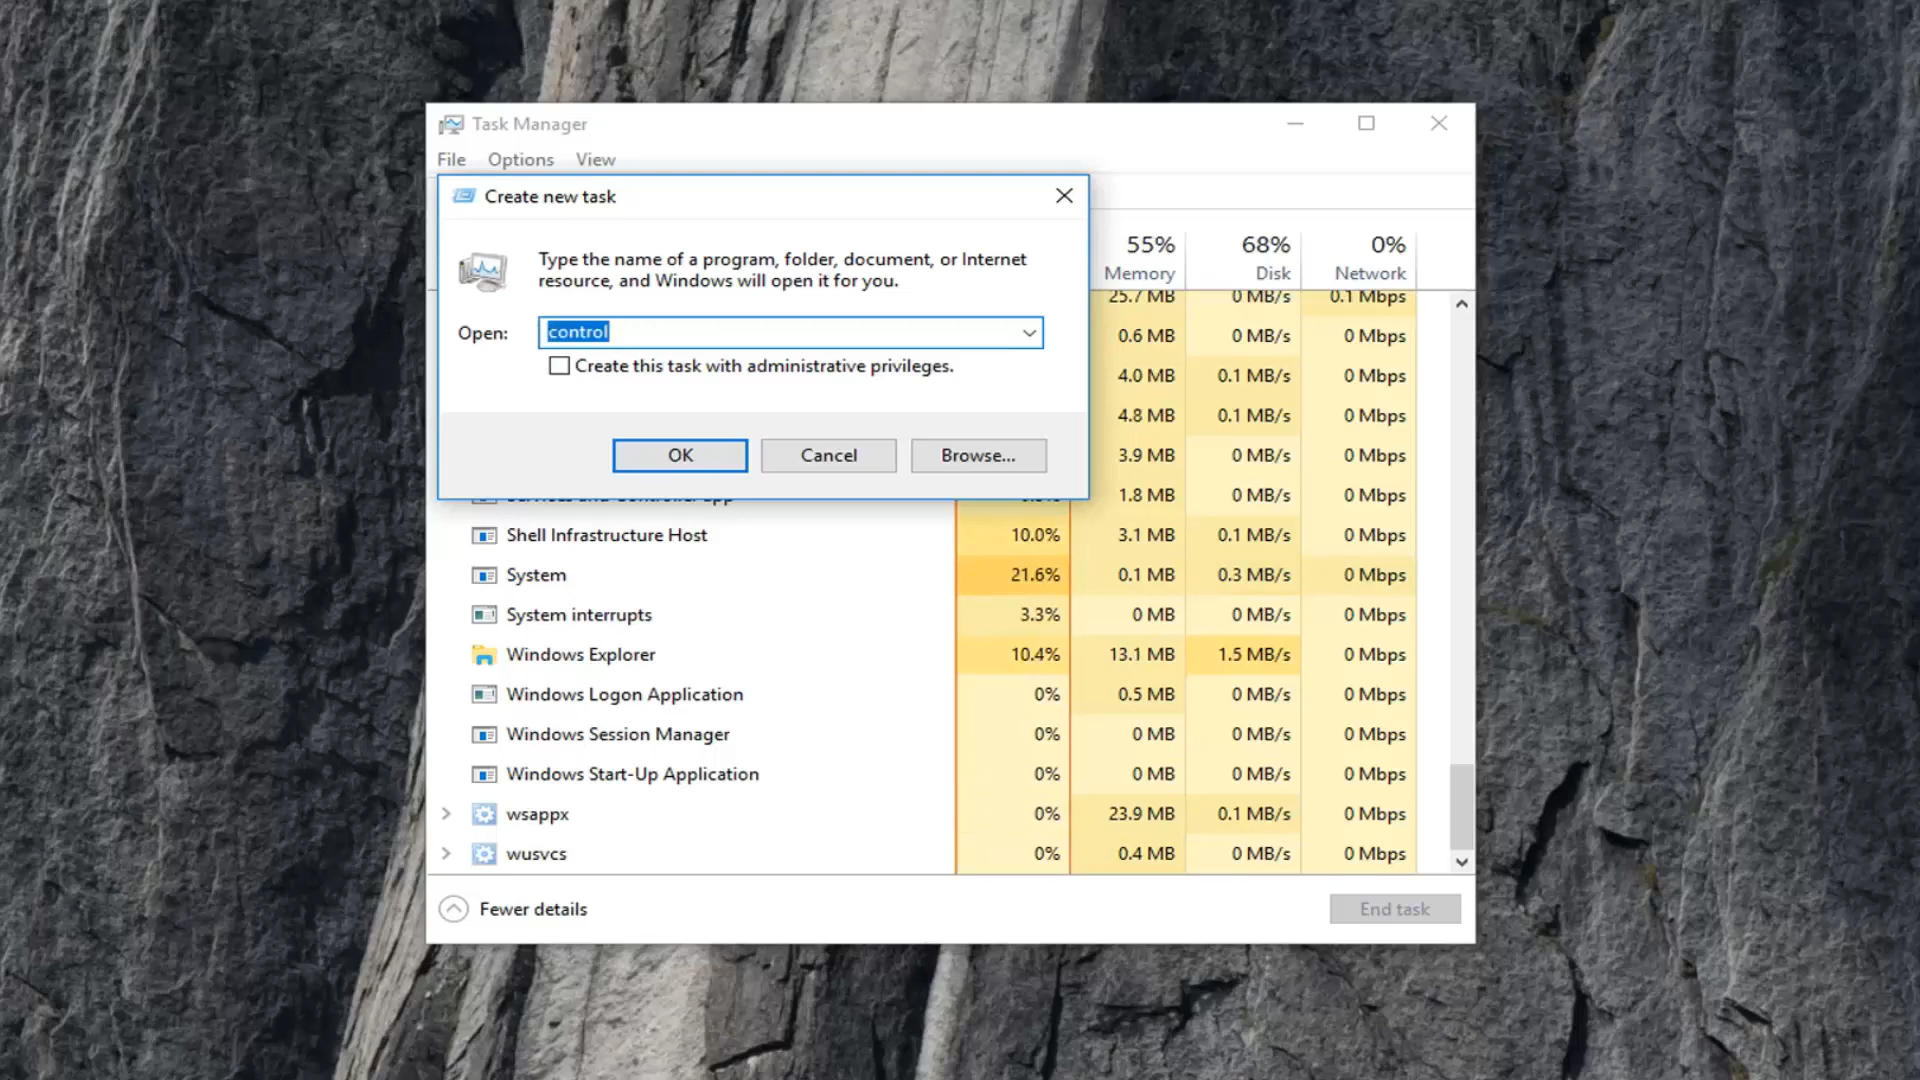 Task Manager
File Options View
Create new task
Type the name of a program, folder, document, or Internet
resource, and Windows will open it for you.
Open: control
Create this task with administrative privileges.
OK Cancel Browse...
55% 68% 0%
Memory Disk Network
25.7 MB 0 MB/s 0.1 Mbps
0.6 MB 0 MB/s 0 Mbps
4.0 MB 0.1 MB/s 0 Mbps
4.8 MB 0.1 MB/s 0 Mbps
3.9 MB 0 MB/s 0 Mbps
1.8 MB 0 MB/s 0 Mbps
Shell Infrastructure Host 10.0% 3.1 MB 0.1 MB/s 0 Mbps
System 21.6% 0.1 MB 0.3 MB/s 0 Mbps
System interrupts 3.3% 0 MB 0 MB/s 0 Mbps
Windows Explorer 10.4% 13.1 MB 1.5 MB/s 0 Mbps
Windows Logon Application 0% 0.5 MB 0 MB/s 0 Mbps
Windows Session Manager 0% 0 MB 0 MB/s 0 Mbps
Windows Start-Up Application 0% 0 MB 0 MB/s 0 Mbps
wsappx 0% 23.9 MB 0.1 MB/s 0 Mbps
wusvcs 0% 0.4 MB 0 MB/s 0 Mbps
Fewer details End task